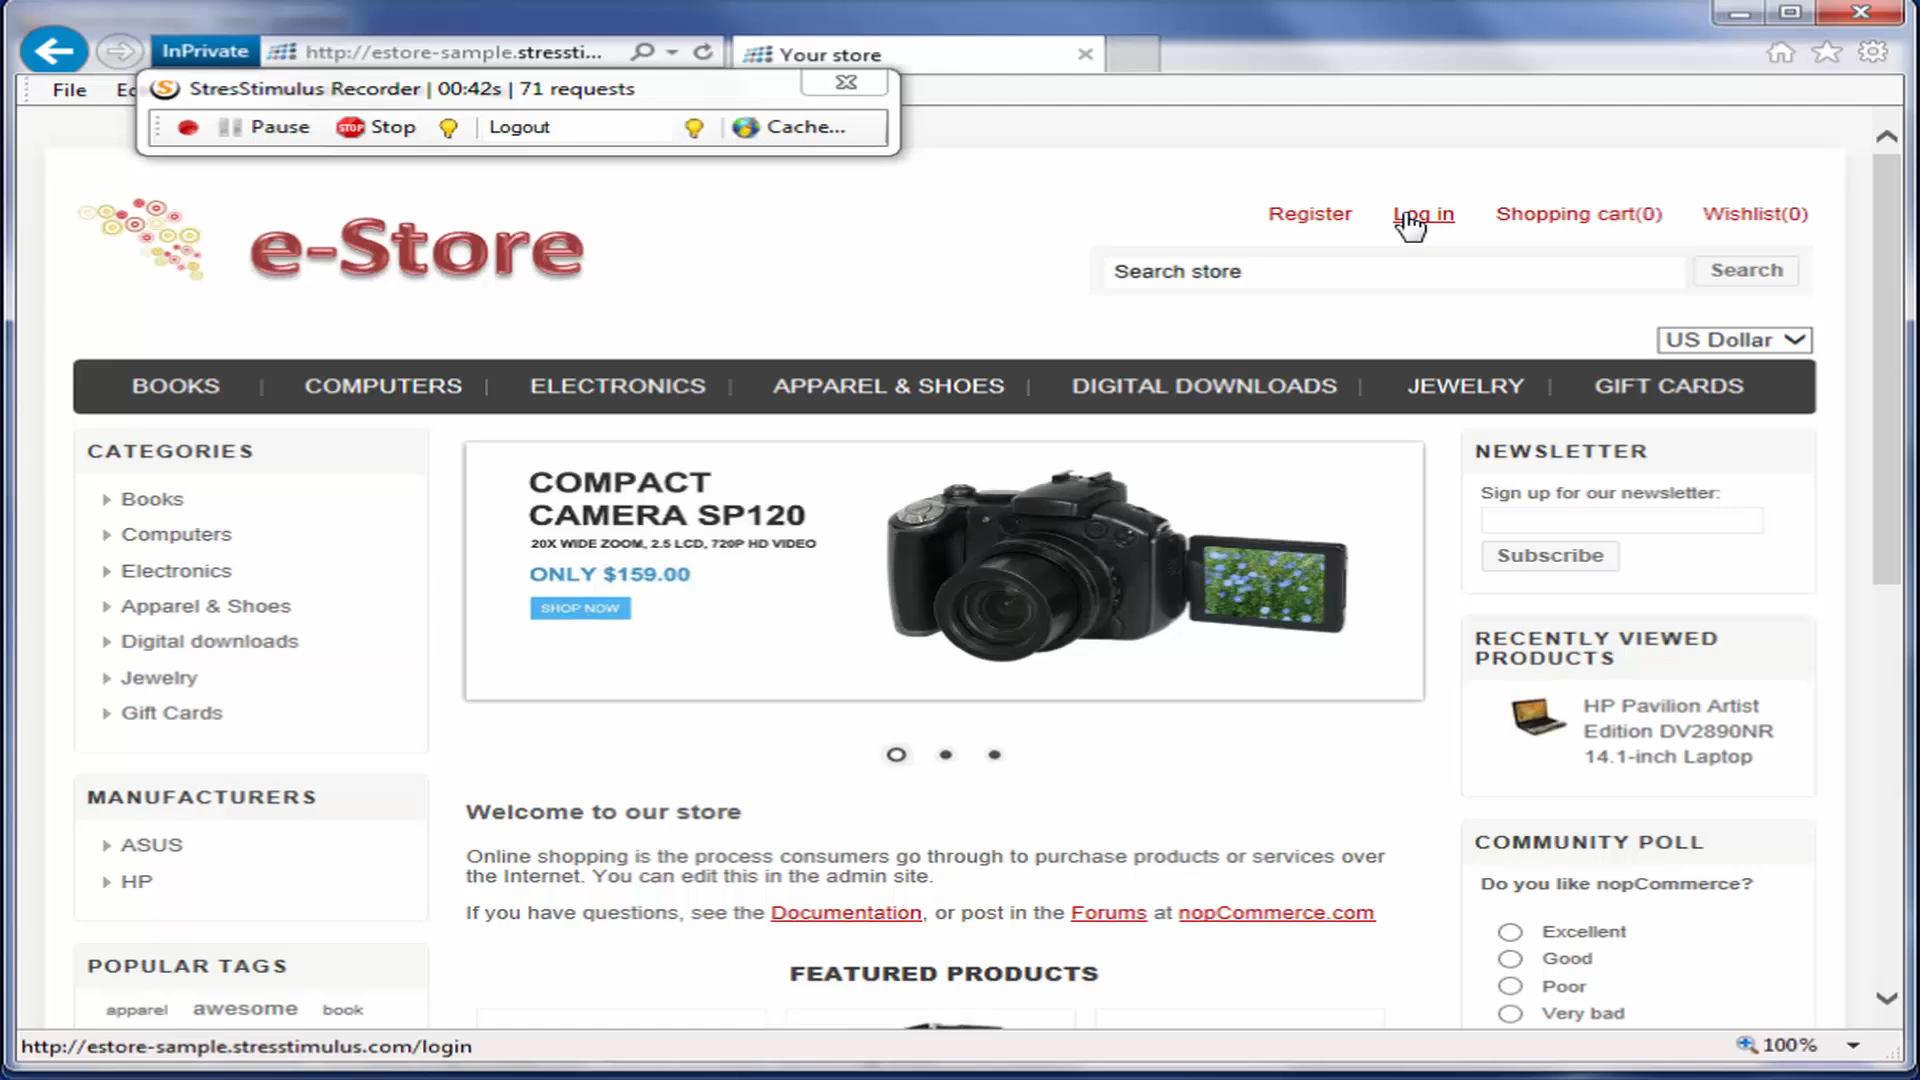 InPrivate
http://estore-sample.stressti...
Your store
File
StresStimulus Recorder | 00:42s | 71 requests
Pause
STOP Stop
Logout
Cache...
e-Store
Register
Log in
Shopping cart(0)
Wishlist(0)
Search store
Search
US Dollar
BOOKS | COMPUTERS | ELECTRONICS | APPAREL & SHOES | DIGITAL DOWNLOADS | JEWELRY | GIFT CARDS
CATEGORIES
Books
Computers
Electronics
Apparel & Shoes
Digital downloads
Jewelry
Gift Cards
MANUFACTURERS
ASUS
HP
POPULAR TAGS
apparel awesome book
COMPACT
CAMERA SP120
20X WIDE ZOOM, 2.5 LCD, 720P HD VIDEO
ONLY $159.00
SHOP NOW
Welcome to our store
Online shopping is the process consumers go through to purchase products or services over
the Internet. You can edit this in the admin site.
If you have questions, see the Documentation, or post in the Forums at nopCommerce.com
FEATURED PRODUCTS
NEWSLETTER
Sign up for our newsletter:
Subscribe
RECENTLY VIEWED
PRODUCTS
HP Pavilion Artist
Edition DV2890NR
14.1-inch Laptop
COMMUNITY POLL
Do you like nopCommerce?
Excellent
Good
Poor
Very bad
http://estore-sample.stresstimulus.com/login
100%